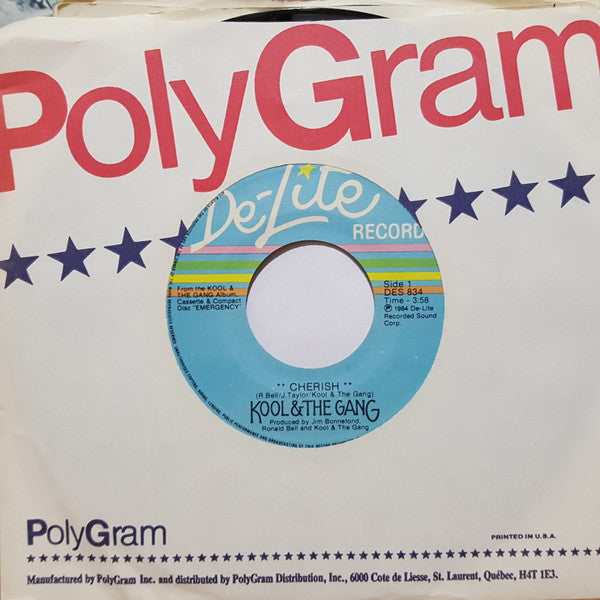 PolyGram
De-Lite
RECORD
From the KOOL &
THE GANG Album,
Cassette & Compact
Disc "EMERGENCY"
Side 1
DES 834
Time - 3:58
Ⓟ 1984 De-Lite
Recorded Sound
Corp.
** CHERISH **
(R.Bell/J.Taylor/Kool & The Gang)
KOOL & THE GANG
Produced by Jim Bonnefond,
Ronald Bell and Kool & The Gang
PolyGram
PRINTED IN U.S.A.
Manufactured by PolyGram Inc. and distributed by PolyGram Distribution, Inc., 6000 Cote de Liesse, St. Laurent, Québec, H4T 1E3.